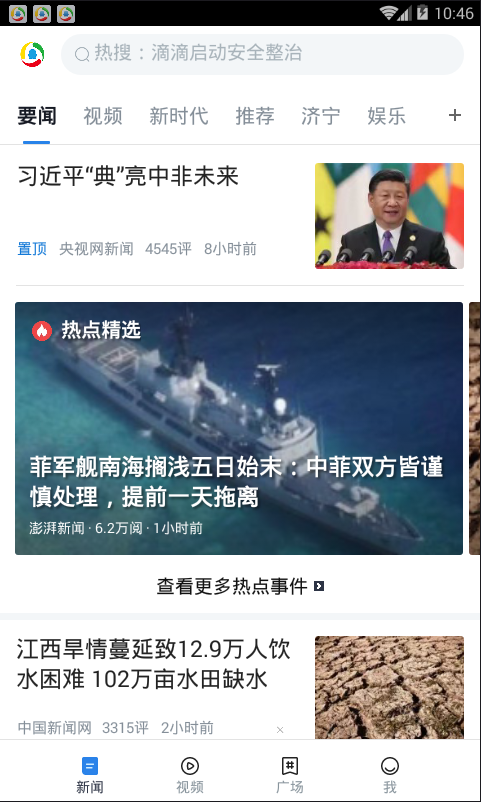 10:46
热搜：滴滴启动安全整治
要闻 视频 新时代 推荐 济宁 娱乐 +
习近平“典”亮中非未来
置顶 央视网新闻 4545评 8小时前
热点精选
菲军舰南海搁浅五日始末：中菲双方皆谨
慎处理，提前一天拖离
澎湃新闻 · 6.2万阅 · 1小时前
查看更多热点事件
江西旱情蔓延致12.9万人饮
水困难 102万亩水田缺水
中国新闻网 3315评 2小时前
新闻 视频 广场 我